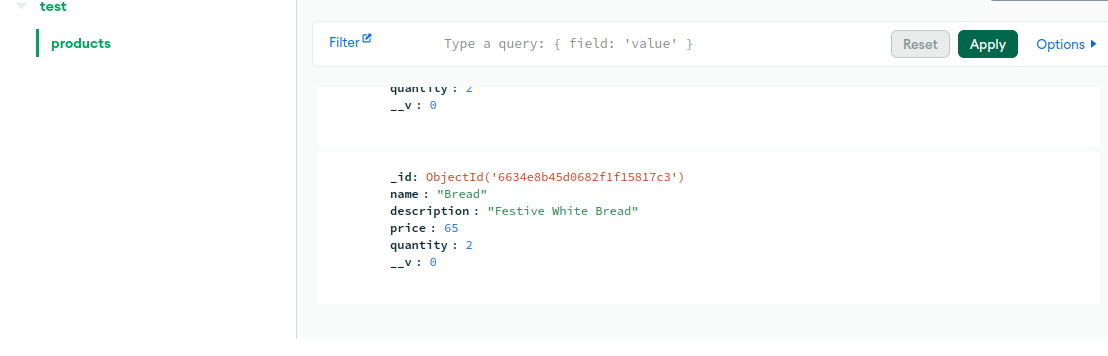 test
products
Filter
Type a query: { field: 'value' }
Reset
Apply
Options
quantity : 2
__v : 0
_id: ObjectId('6634e8b45d0682f1f15817c3')
name : "Bread"
description : "Festive White Bread"
price : 65
quantity : 2
__v : 0